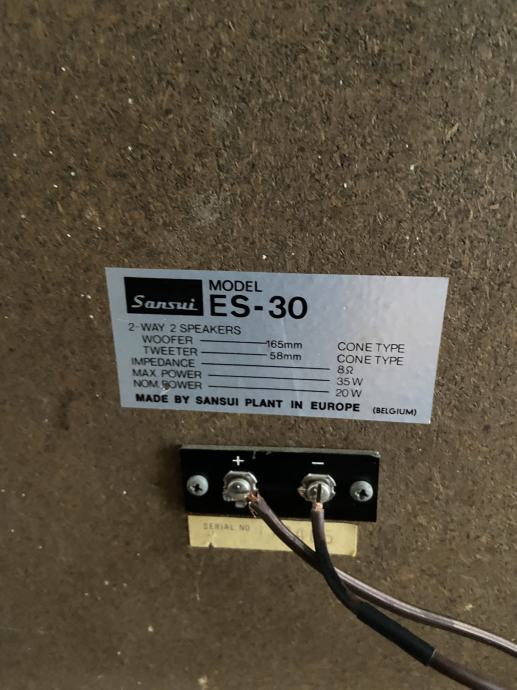 Sansui
MODEL
ES-30
2-WAY 2 SPEAKERS
WOOFER 165mm CONE TYPE
TWEETER 58mm CONE TYPE
IMPEDANCE 8Ω
MAX. POWER 35W
NOM. POWER 20W
MADE BY SANSUI PLANT IN EUROPE (BELGIUM)
+ −
SERIAL NO